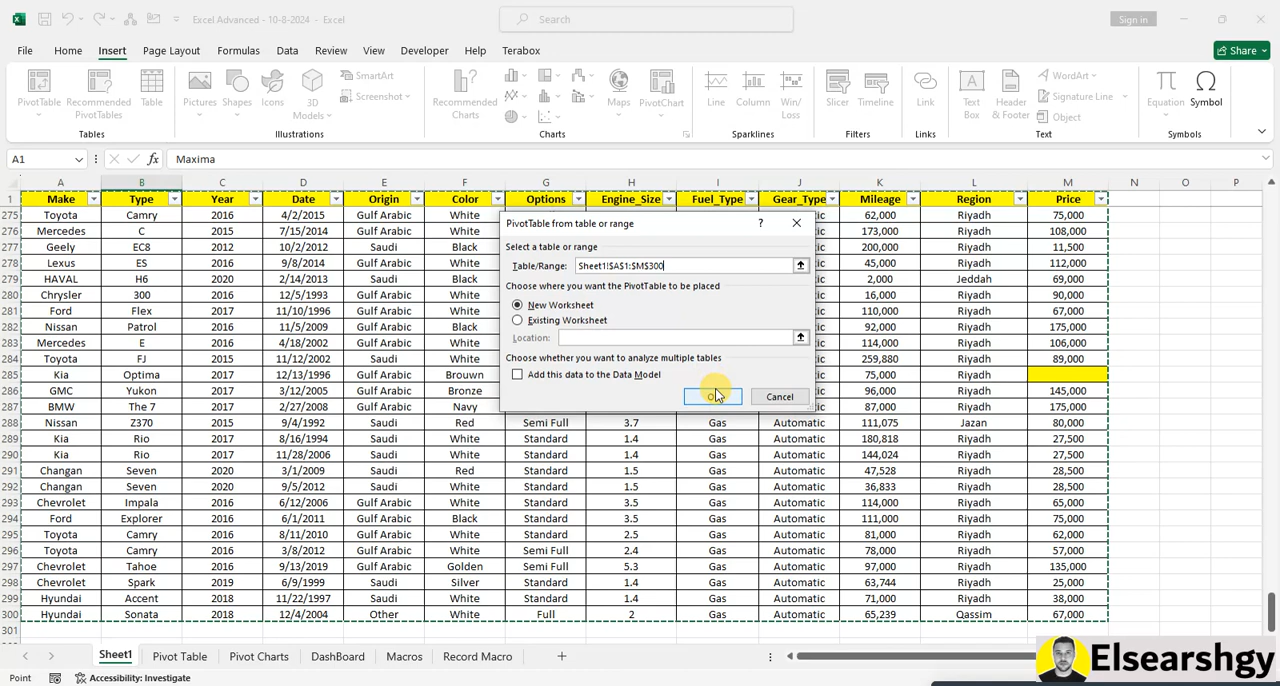 Excel Advanced - 10-8-2024 - Excel
Search
Sign in
File Home Insert Page Layout Formulas Data Review View Developer Help Terabox
Share
PivotTable Recommended PivotTables Table Pictures Shapes Icons 3D Models SmartArt Screenshot Recommended Charts Maps PivotChart Line Column Win/Loss Slicer Timeline Link Text Box Header & Footer WordArt Signature Line Object Equation Symbol
Tables Illustrations Charts Sparklines Filters Links Text Symbols
A1 fx Maxima
A B C D E F G H I J K L M N O P
1 Make Type Year Date Origin Color Options Engine_Size Fuel_Type Gear_Type Mileage Region Price
275 Toyota Camry 2016 4/2/2015 Gulf Arabic White 62,000 Riyadh 75,000
276 Mercedes C 2016 7/15/2014 Gulf Arabic White 173,000 Riyadh 108,000
277 Geely EC8 2012 10/2/2012 Saudi Black 200,000 Riyadh 11,500
278 Lexus ES 2016 9/8/2014 Gulf Arabic White 45,000 Riyadh 112,000
279 HAVAL H6 2020 2/14/2013 Saudi Black 2,000 Jeddah 69,000
280 Chrysler 300 2016 12/5/1993 Gulf Arabic White 16,000 Riyadh 90,000
281 Ford Flex 2017 11/10/1996 Gulf Arabic White 110,000 Riyadh 67,000
282 Nissan Patrol 2016 11/5/2009 Gulf Arabic White 92,000 Riyadh 175,000
283 Mercedes E 2016 4/18/2002 Gulf Arabic White 114,000 Riyadh 106,000
284 Toyota FJ 2015 11/12/2002 Gulf Arabic White 259,880 Riyadh 89,000
285 Kia Optima 2017 12/13/1996 Gulf Arabic Brouwn 75,000 Riyadh
286 GMC Yukon 2017 3/12/2005 Gulf Arabic Bronze 96,000 Riyadh 145,000
287 BMW The 7 2017 2/27/2008 Gulf Arabic Navy 87,000 Riyadh 175,000
288 Nissan Z370 2015 9/4/1992 Gulf Arabic Red Semi Full 3.7 Gas Automatic 111,075 Jazan 80,000
289 Kia Rio 2017 8/16/1994 Gulf Arabic White Standard 1.4 Gas Automatic 180,818 Riyadh 27,500
290 Kia Rio 2017 11/28/2006 Gulf Arabic White Standard 1.4 Gas Automatic 144,024 Riyadh 27,500
291 Changan Seven 2020 3/1/2009 Saudi Red Standard 1.5 Gas Automatic 47,528 Riyadh 28,500
292 Changan Seven 2020 9/5/2012 Saudi White Standard 1.5 Gas Automatic 36,833 Riyadh 28,500
293 Chevrolet Impala 2016 6/12/2006 Gulf Arabic White Standard 3.5 Gas Automatic 114,000 Riyadh 65,000
294 Ford Explorer 2016 6/1/2011 Gulf Arabic Black Standard 3.5 Gas Automatic 111,000 Riyadh 75,000
295 Toyota Camry 2016 8/11/2010 Gulf Arabic White Standard 2.5 Gas Automatic 81,000 Riyadh 62,000
296 Toyota Camry 2016 3/8/2012 Gulf Arabic White Semi Full 2.4 Gas Automatic 78,000 Riyadh 57,000
297 Chevrolet Tahoe 2016 9/13/2019 Gulf Arabic Golden Semi Full 5.3 Gas Automatic 97,000 Riyadh 135,000
298 Chevrolet Spark 2019 6/9/1999 Saudi Silver Standard 1.4 Gas Automatic 63,744 Riyadh 25,000
299 Hyundai Accent 2018 11/22/1997 Saudi White Standard 1.4 Gas Automatic 71,000 Riyadh 38,000
300 Hyundai Sonata 2018 12/4/2004 Other White Full 2 Gas Automatic 65,239 Qassim 67,000
301
PivotTable from table or range ?
Select a table or range
Table/Range: Sheet1!$A$1:$M$300
Choose where you want the PivotTable to be placed
New Worksheet
Existing Worksheet
Location:
Choose whether you want to analyze multiple tables
Add this data to the Data Model
Cancel
Sheet1 Pivot Table Pivot Charts DashBoard Macros Record Macro
Point Accessibility: Investigate
Elsearshgy